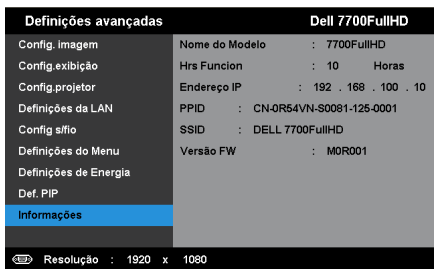 Definições avançadas Dell 7700FullHD
Config. imagem
Config.exibição
Config.projetor
Definições da LAN
Config s/fio
Definições do Menu
Definições de Energia
Def. PIP
Informações
Nome do Modelo : 7700FullHD
Hrs Funcion : 10 Horas
Endereço IP : 192 . 168 . 100 . 10
PPID : CN-0R54VN-S0081-125-0001
SSID : DELL 7700FullHD
Versão FW : M0R001
Resolução : 1920 x 1080